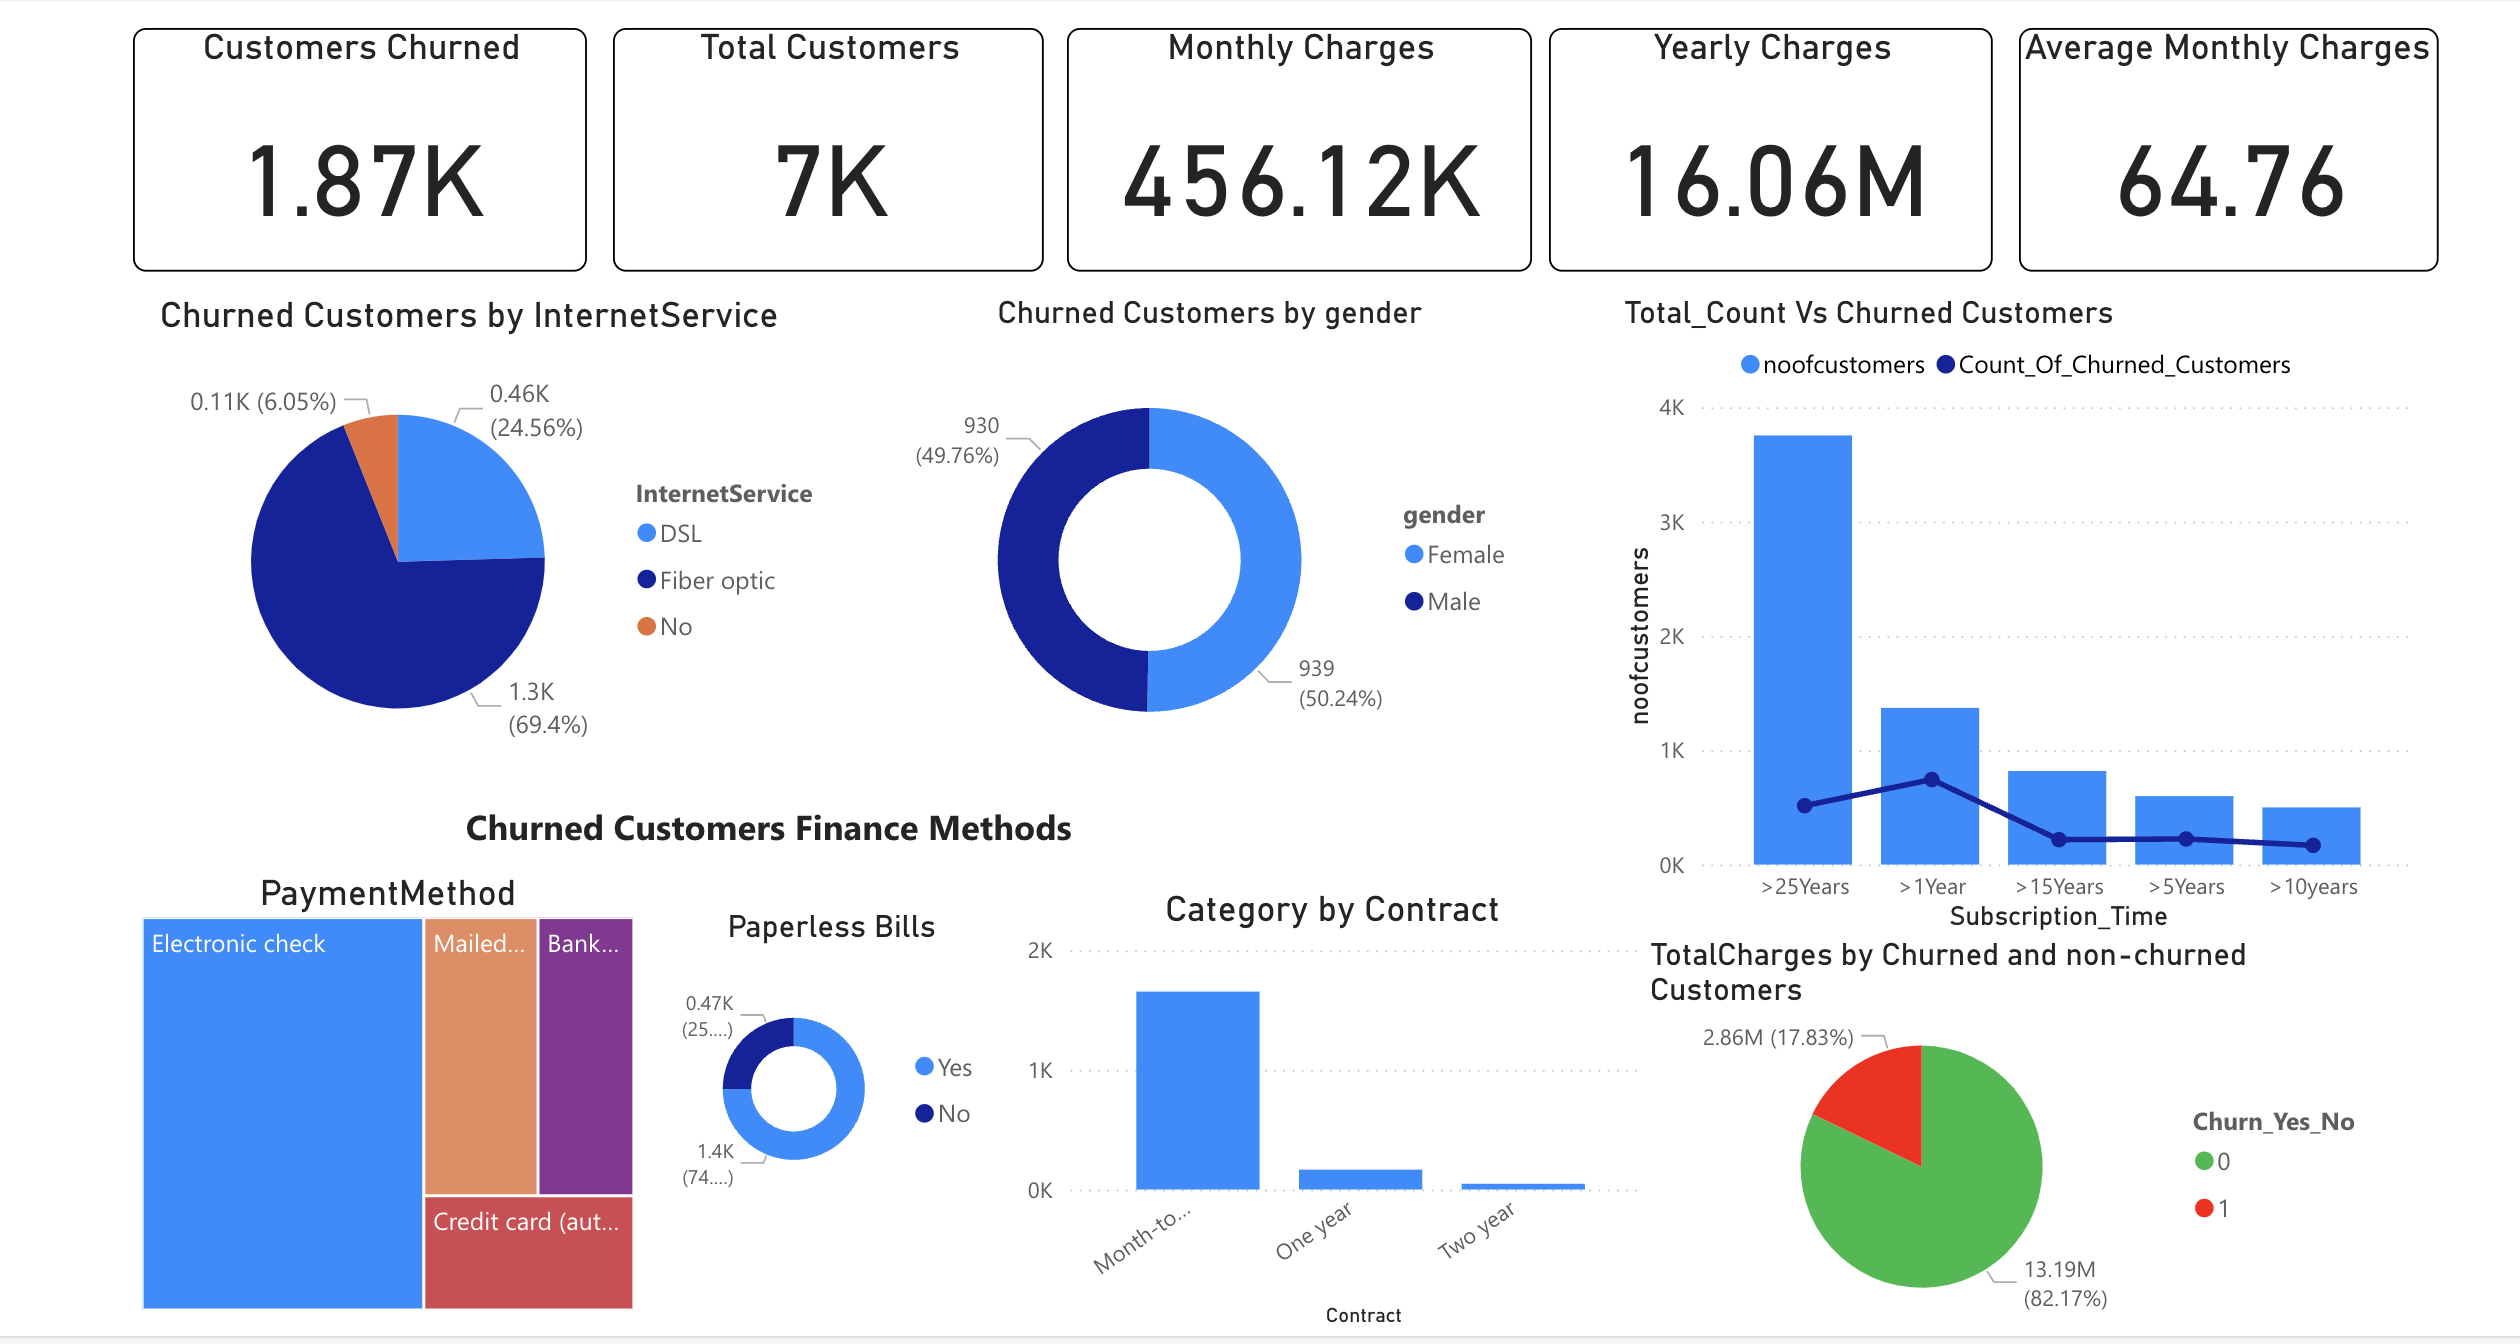 Customers Churned
1.87K
Total Customers
7K
Monthly Charges
456.12K
Yearly Charges
16.06M
Average Monthly Charges
64.76
Churned Customers by InternetService
0.11K (6.05%)
0.46K
(24.56%)
1.3K
(69.4%)
InternetService
DSL
Fiber optic
No
Churned Customers by gender
930
(49.76%)
939
(50.24%)
gender
Female
Male
Total_Count Vs Churned Customers
noofcustomers
Count_Of_Churned_Customers
noofcustomers
4K
3K
2K
1K
0K
>25Years
>1Year
>15Years
>5Years
>10years
Subscription_Time
Churned Customers Finance Methods
PaymentMethod
Electronic check
Mailed...
Bank...
Credit card (aut...
Paperless Bills
0.47K
(25....)
1.4K
(74....)
Yes
No
Category by Contract
2K
1K
0K
Month-to...
One year
Two year
Contract
TotalCharges by Churned and non-churned
Customers
2.86M (17.83%)
13.19M
(82.17%)
Churn_Yes_No
0
1